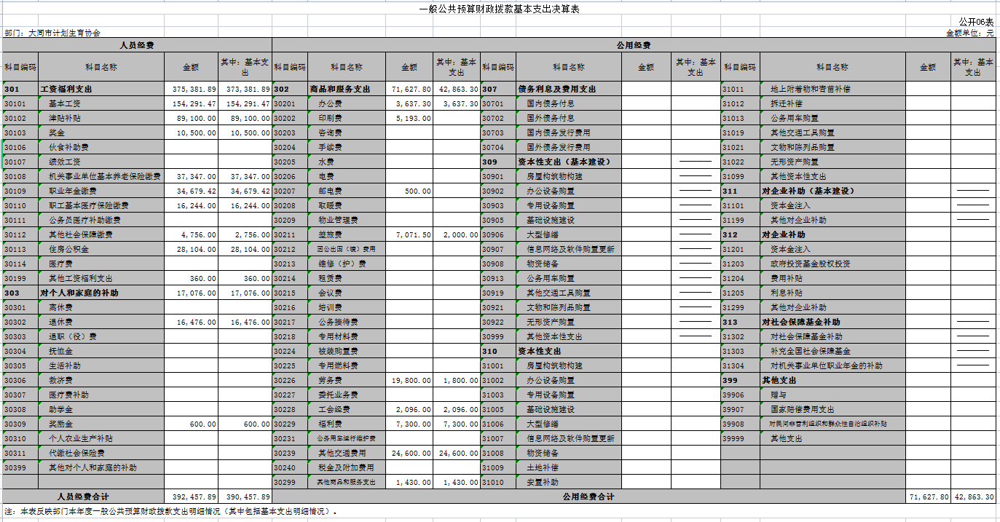 一般公共预算财政拨款基本支出决算表
公开06表
部门：大同市计划生育协会 金额单位：元
人员经费 公用经费
科目编码 科目名称 金额 其中：基本支出 科目编码 科目名称 金额 其中：基本支出 科目编码 科目名称 金额 其中：基本支出 科目编码 科目名称 金额 其中：基本支出
301 工资福利支出 375,381.89 373,381.89 302 商品和服务支出 71,627.80 42,863.30 307 债务利息及费用支出 31011 地上附着物和青苗补偿
30101 基本工资 154,291.47 154,291.47 30201 办公费 3,637.30 3,637.30 30701 国内债务付息 31012 拆迁补偿
30102 津贴补贴 89,100.00 89,100.00 30202 印刷费 5,193.00 30702 国外债务付息 31013 公务用车购置
30103 奖金 10,500.00 10,500.00 30203 咨询费 30703 国内债务发行费用 31019 其他交通工具购置
30106 伙食补助费 30204 手续费 30704 国外债务发行费用 31021 文物和陈列品购置
30107 绩效工资 30205 水费 309 资本性支出（基本建设） ——— 31022 无形资产购置
30108 机关事业单位基本养老保险缴费 37,347.00 37,347.00 30206 电费 30901 房屋构筑物构建 ——— 31099 其他资本性支出
30109 职业年金缴费 34,679.42 34,679.42 30207 邮电费 500.00 30902 办公设备购置 ——— 311 对企业补助（基本建设） ———
30110 职工基本医疗保险缴费 16,244.00 16,244.00 30208 取暖费 30903 专用设备购置 ——— 31101 资本金注入 ———
30111 公务员医疗补助缴费 30209 物业管理费 30905 基础设施建设 ——— 31199 其他对企业补助 ———
30112 其他社会保障缴费 4,756.00 2,756.00 30211 差旅费 7,071.50 2,000.00 30906 大型修缮 ——— 312 对企业补助
30113 住房公积金 28,104.00 28,104.00 30212 因公出国（境）费用 30907 信息网络及软件购置更新 ——— 31201 资本金注入
30114 医疗费 30213 维修（护）费 30908 物资储备 ——— 31203 政府投资基金股权投资
30199 其他工资福利支出 360.00 360.00 30214 租赁费 30913 公务用车购置 ——— 31204 费用补贴
303 对个人和家庭的补助 17,076.00 17,076.00 30215 会议费 30919 其他交通工具购置 ——— 31205 利息补贴
30301 离休费 30216 培训费 30921 文物和陈列品购置 ——— 31299 其他对企业补助
30302 退休费 16,476.00 16,476.00 30217 公务接待费 30922 无形资产购置 ——— 313 对社会保障基金补助 ———
30303 退职（役）费 30218 专用材料费 30999 其他资本性支出 ——— 31302 对社会保障基金补助 ———
30304 抚恤金 30224 被装购置费 310 资本性支出 31303 补充全国社会保障基金 ———
30305 生活补助 30225 专用燃料费 31001 房屋构筑物构建 31304 对机关事业单位职业年金的补助 ———
30306 救济费 30226 劳务费 19,800.00 1,800.00 31002 办公设备购置 399 其他支出
30307 医疗费补助 30227 委托业务费 31003 专用设备购置 39906 赠与
30308 助学金 30228 工会经费 2,096.00 2,096.00 31005 基础设施建设 39907 国家赔偿费用支出
30309 奖励金 600.00 600.00 30229 福利费 7,300.00 7,300.00 31006 大型修缮 39908 对民间非营利组织和群众性自治组织补贴
30310 个人农业生产补贴 30231 公务用车运行维护费 31007 信息网络及软件购置更新 39999 其他支出
30311 代缴社会保险费 30239 其他交通费用 24,600.00 24,600.00 31008 物资储备
30399 其他对个人和家庭的补助 30240 税金及附加费用 31009 土地补偿
30299 其他商品和服务支出 1,430.00 1,430.00 31010 安置补助
人员经费合计 392,457.89 390,457.89 公用经费合计 71,627.80 42,863.30
注：本表反映部门本年度一般公共预算财政拨款支出明细情况（其中包括基本支出明细情况）.